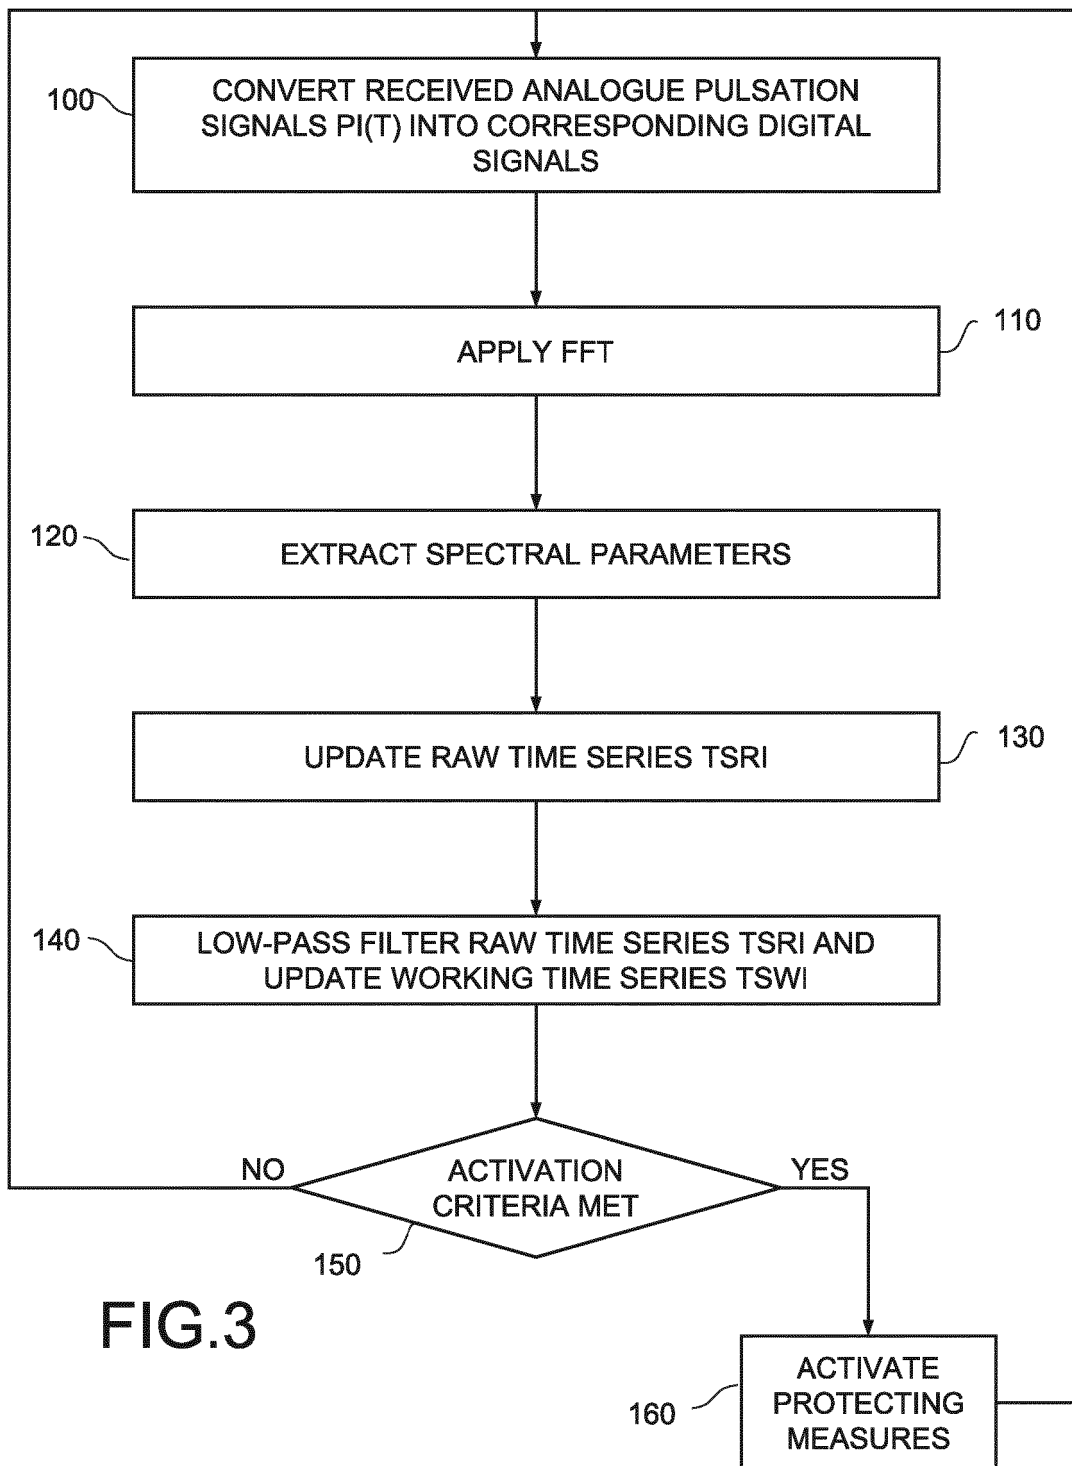 100
CONVERT RECEIVED ANALOGUE PULSATION
SIGNALS PI(T) INTO CORRESPONDING DIGITAL
SIGNALS
110
APPLY FFT
120
EXTRACT SPECTRAL PARAMETERS
130
UPDATE RAW TIME SERIES TSRI
140
LOW-PASS FILTER RAW TIME SERIES TSRI AND
UPDATE WORKING TIME SERIES TSWI
NO
ACTIVATION
CRITERIA MET
YES
150
FIG.3
160
ACTIVATE
PROTECTING
MEASURES